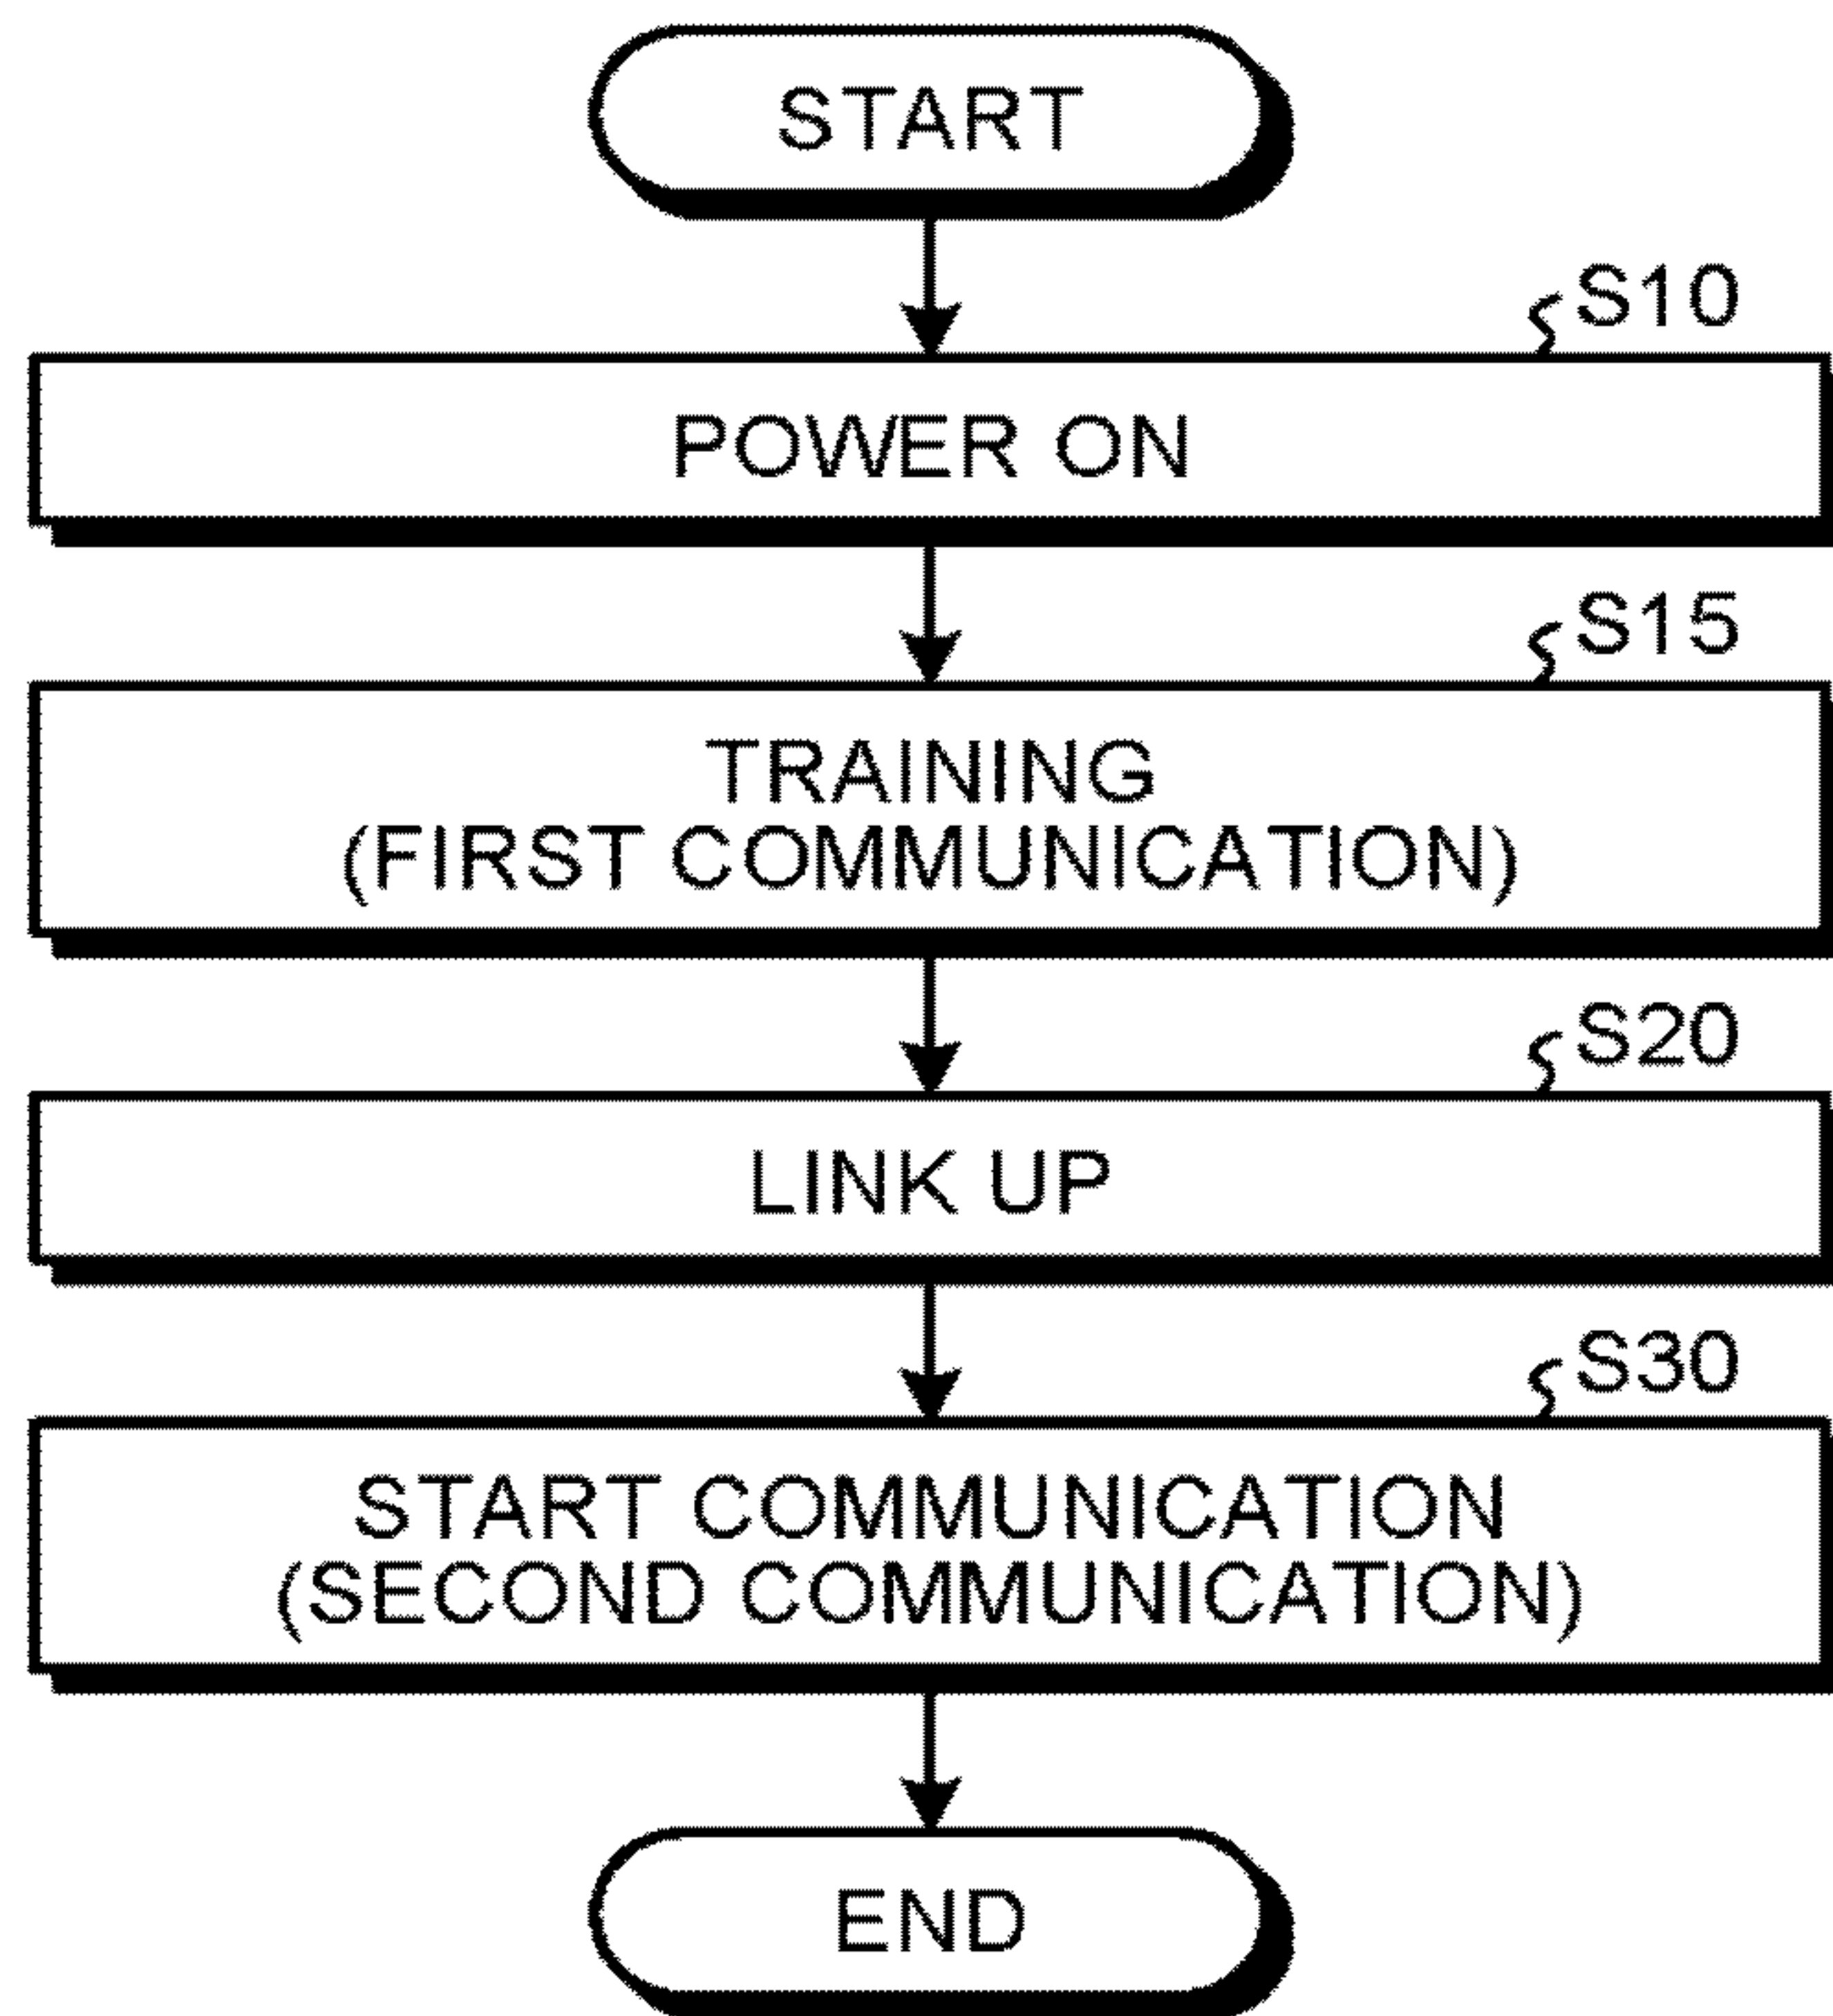 START
S10
POWER ON
S15
TRAINING
(FIRST COMMUNICATION)
S20
LINK UP
S30
START COMMUNICATION
(SECOND COMMUNICATION)
END